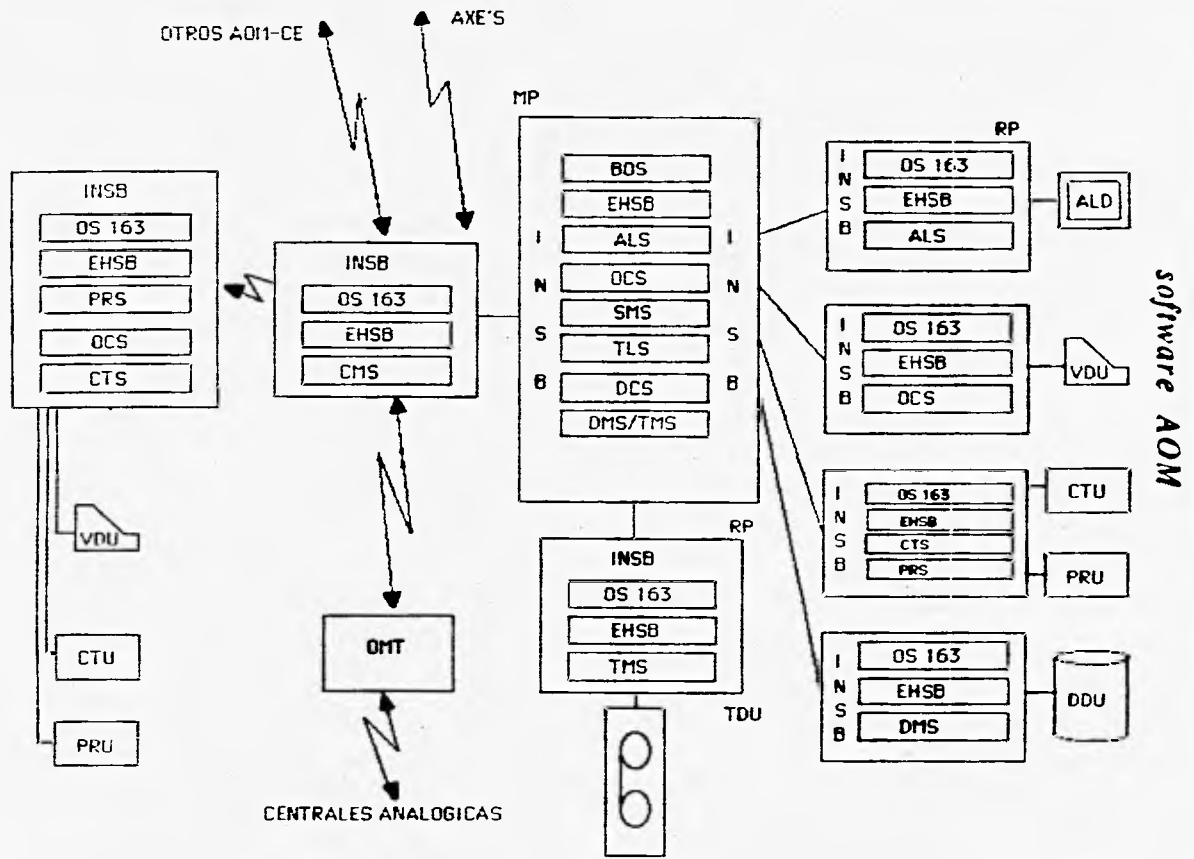 OTROS AOM-CE
AXE'S
MP
BOS
EHSB
ALS
OCS
SMS
TLS
DCS
DMS/TMS
I N S B
I N S B
INSB
OS 163
EHSB
PRS
OCS
CTS
VDU
CTU
PRU
INSB
OS 163
EHSB
CMS
OMT
CENTRALES ANALOGICAS
RP
INSB
OS 163
EHSB
TMS
TDU
RP
I N S B
OS 163
EHSB
ALS
ALD
I N S B
OS 163
EHSB
OCS
VDU
I N S B
OS 163
EHSB
CTS
PRS
CTU
PRU
I N S B
OS 163
EHSB
DMS
DDU
software AOM